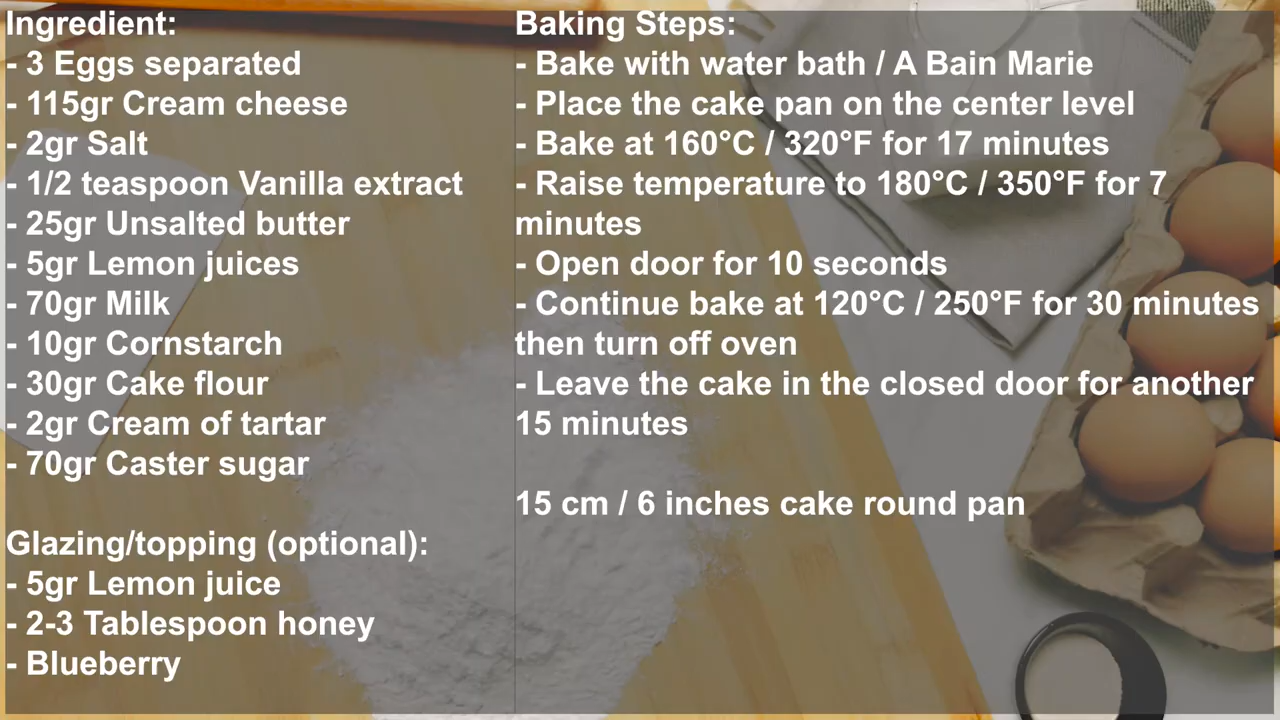 Ingredient:
- 3 Eggs separated
- 115gr Cream cheese
- 2gr Salt
- 1/2 teaspoon Vanilla extract
- 25gr Unsalted butter
- 5gr Lemon juices
- 70gr Milk
- 10gr Cornstarch
- 30gr Cake flour
- 2gr Cream of tartar
- 70gr Caster sugar
Glazing/topping (optional):
- 5gr Lemon juice
- 2-3 Tablespoon honey
- Blueberry
Baking Steps:
- Bake with water bath / A Bain Marie
- Place the cake pan on the center level
- Bake at 160°C / 320°F for 17 minutes
- Raise temperature to 180°C / 350°F for 7
minutes
- Open door for 10 seconds
- Continue bake at 120°C / 250°F for 30 minutes
then turn off oven
- Leave the cake in the closed door for another
15 minutes
15 cm / 6 inches cake round pan